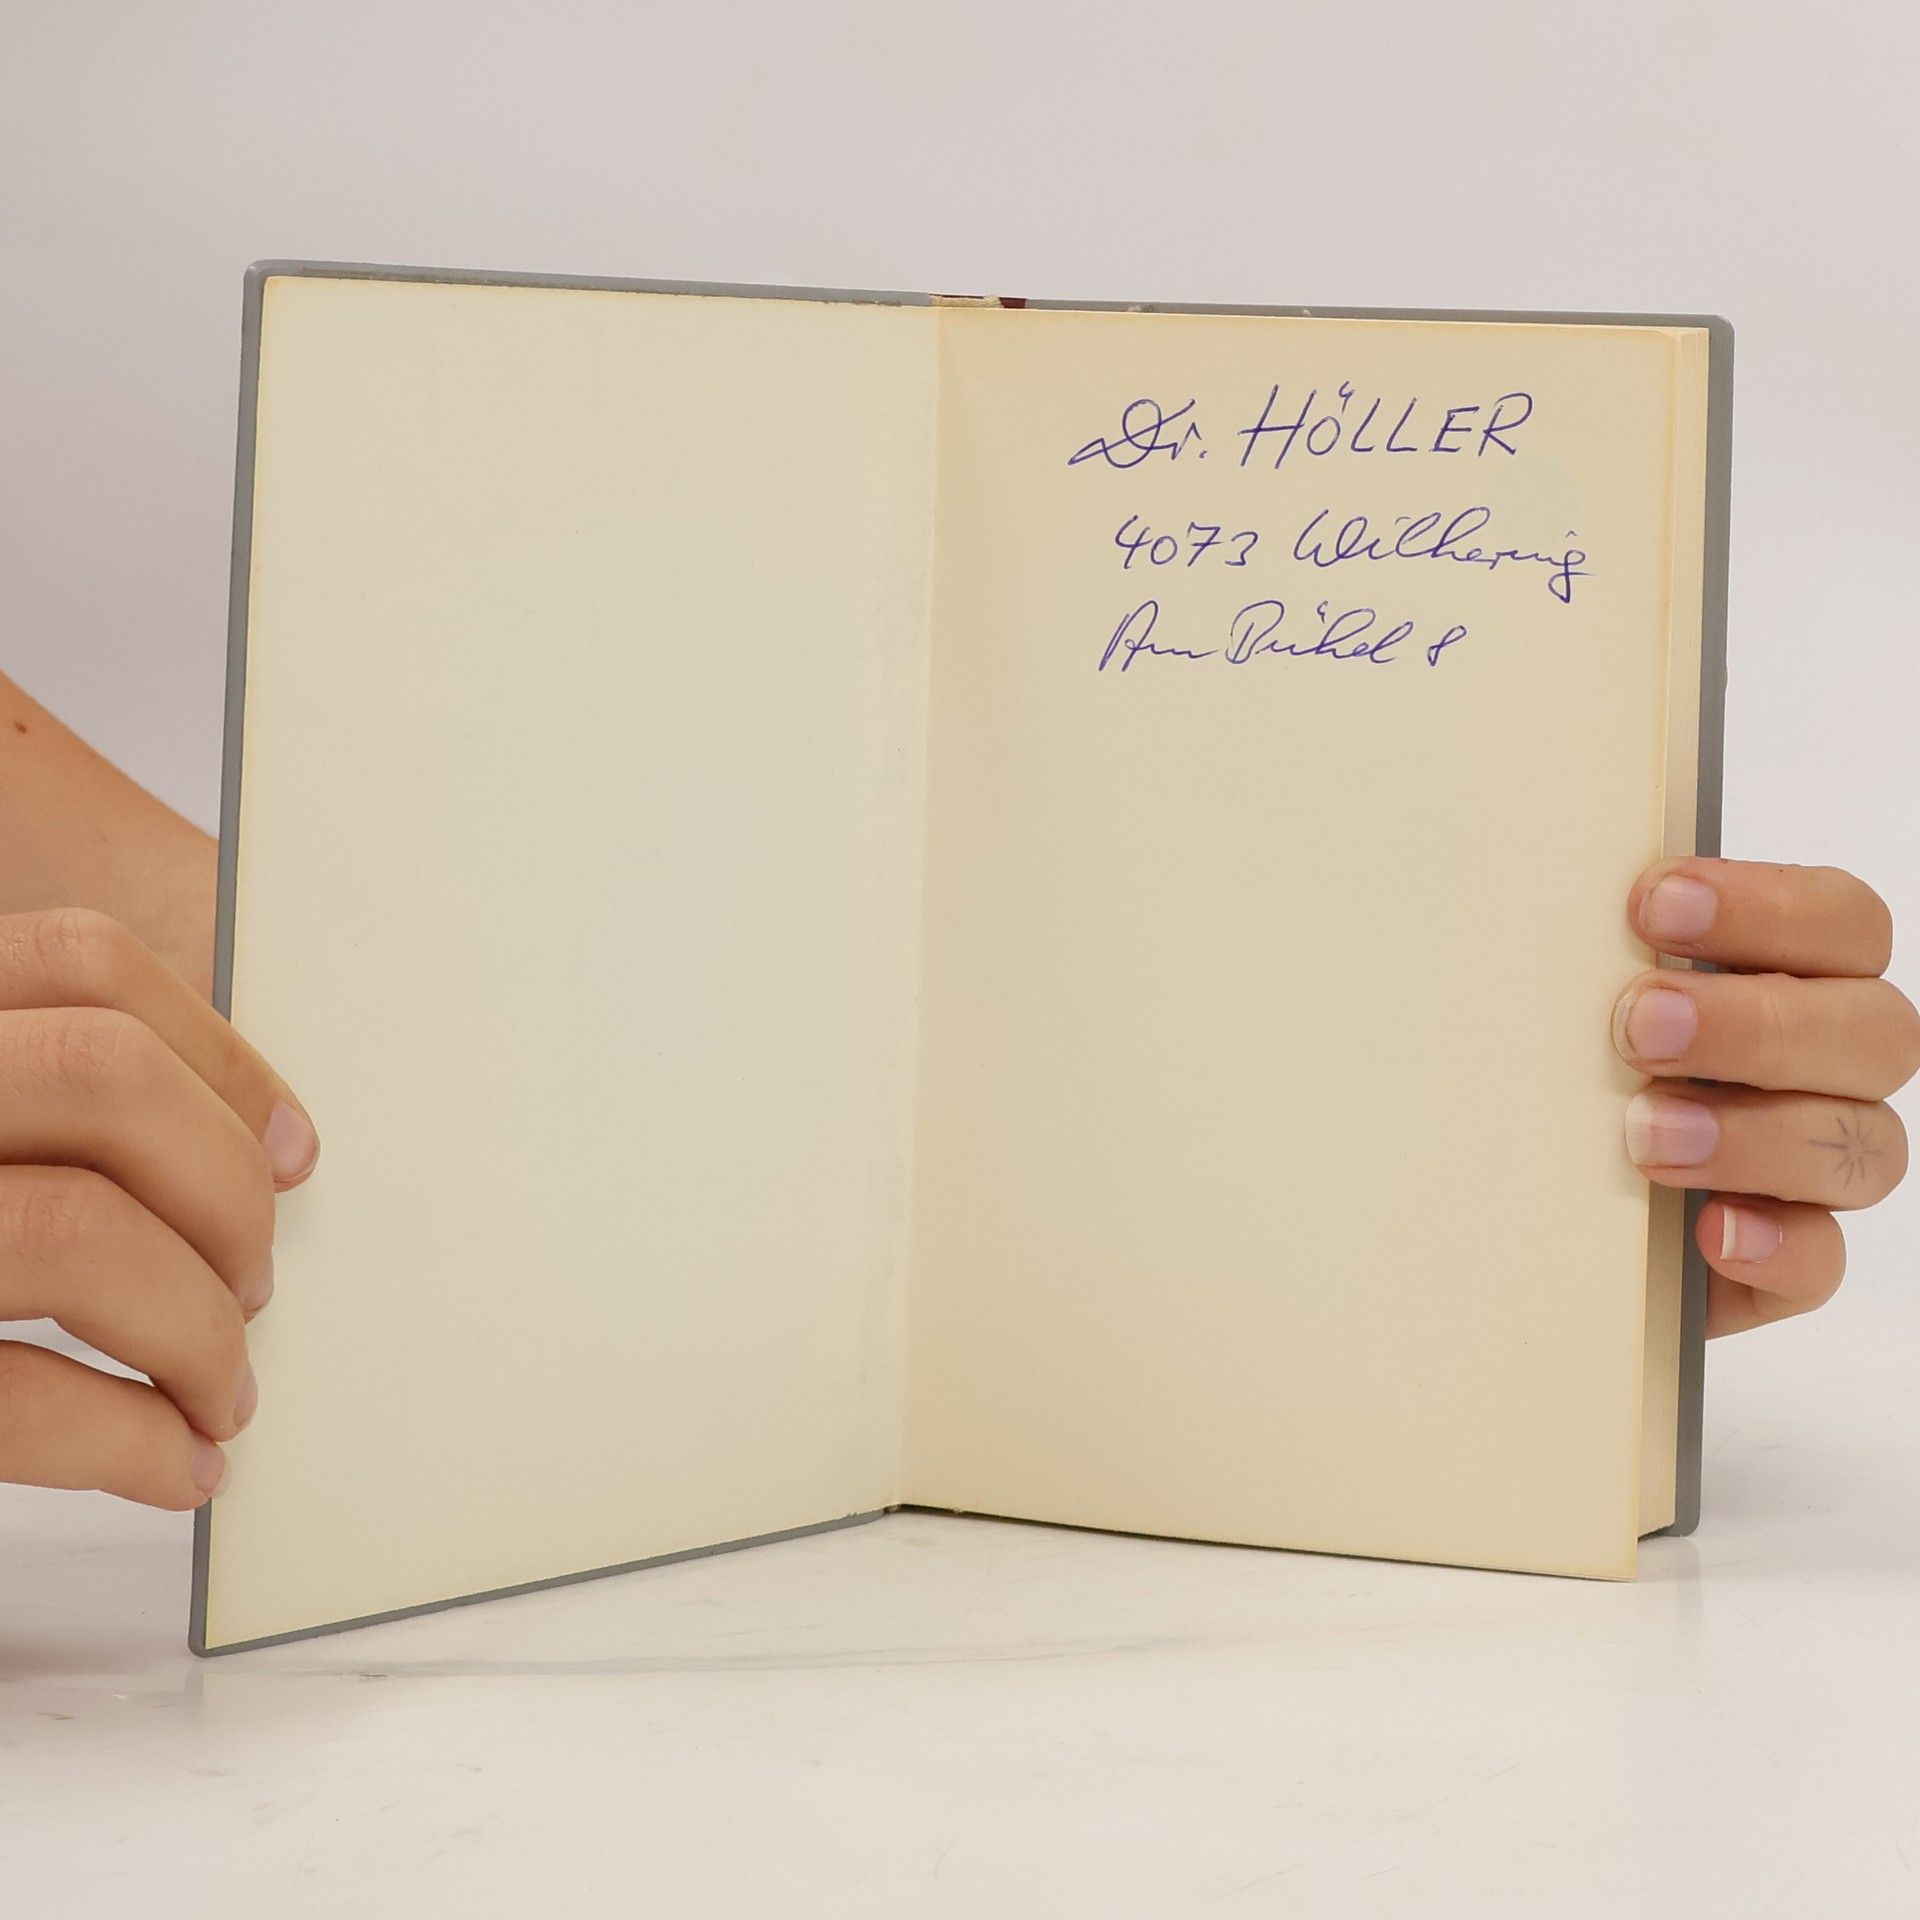 Dr. HÖLLER
4073 Wilhering
Am Bühel 8